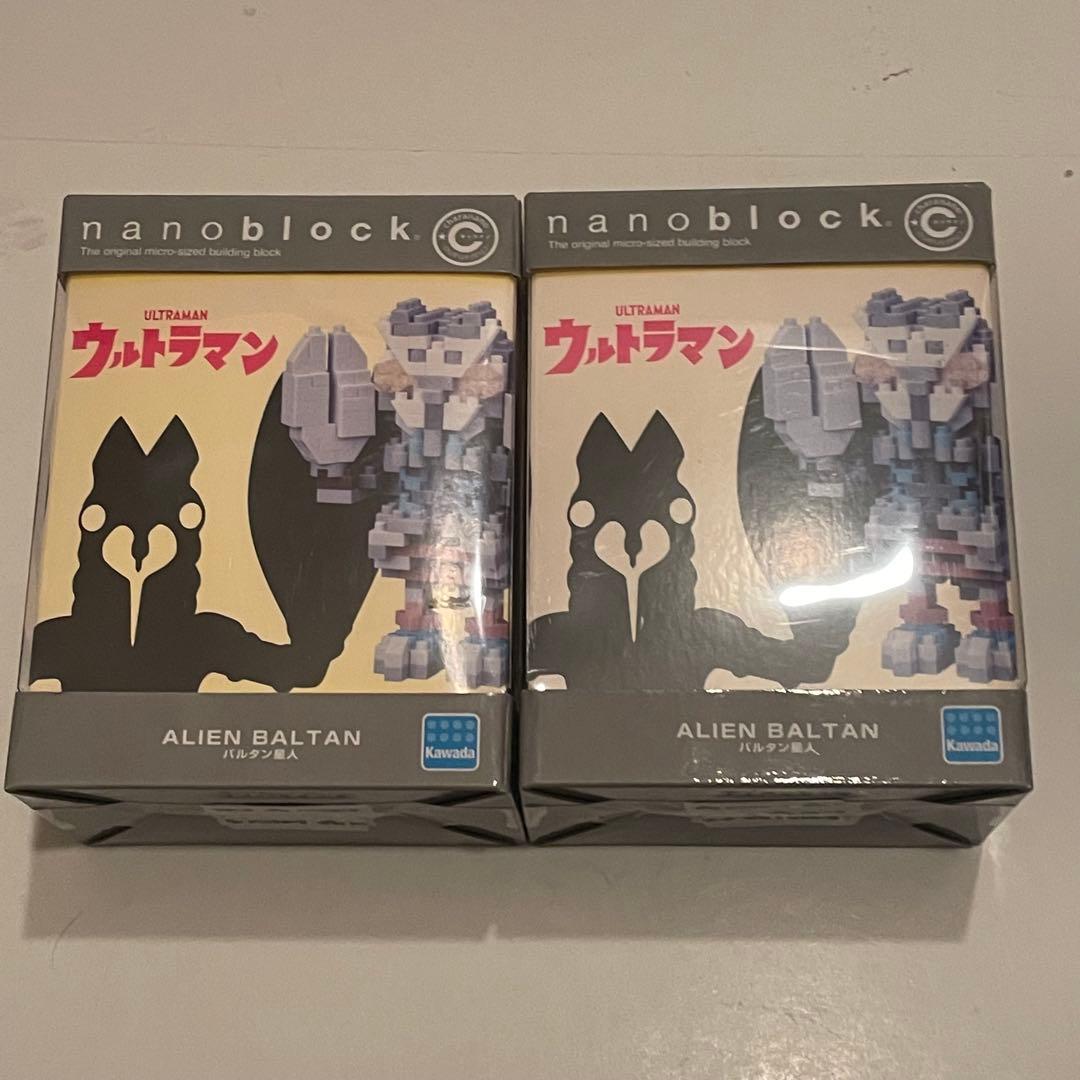 nanoblock®
The original micro-sized building block
charanano
C
ULTRAMAN
ウルトラマン
ALIEN BALTAN
バルタン星人
Kawada
nanoblock®
The original micro-sized building block
charanano
C
ULTRAMAN
ウルトラマン
ALIEN BALTAN
バルタン星人
Kawada